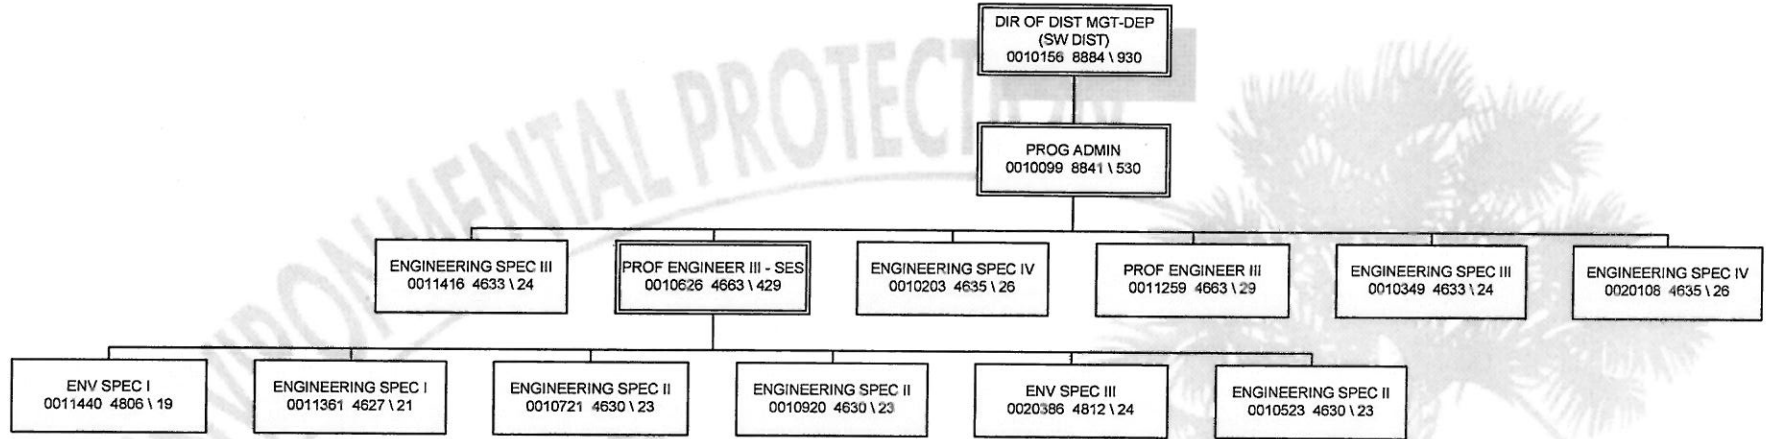 DIR OF DIST MGT-DEP
(SW DIST)
0010156 8884 \ 930
ENVIRONMENTAL PROTECTION
PROG ADMIN
0010099 8841 \ 530
ENGINEERING SPEC III
0011416 4633 \ 24
PROF ENGINEER III - SES
0010626 4663 \ 429
ENGINEERING SPEC IV
0010203 4635 \ 26
PROF ENGINEER III
0011259 4663 \ 29
ENGINEERING SPEC III
0010349 4633 \ 24
ENGINEERING SPEC IV
0020108 4635 \ 26
ENV SPEC I
0011440 4806 \ 19
ENGINEERING SPEC I
0011361 4627 \ 21
ENGINEERING SPEC II
0010721 4630 \ 23
ENGINEERING SPEC II
0010920 4630 \ 23
ENV SPEC III
0020386 4812 \ 24
ENGINEERING SPEC II
0010523 4630 \ 23